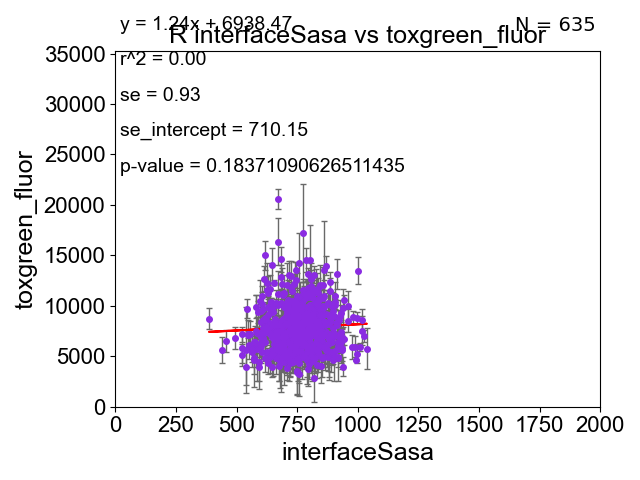 y = 1.24x + 6938.47
N = 635
R interfaceSasa vs toxgreen_fluor
r^2 = 0.00
se = 0.93
se_intercept = 710.15
p-value = 0.18371090626511435
35000
30000
25000
20000
15000
10000
5000
0
toxgreen_fluor
0 250 500 750 1000 1250 1500 1750 2000
interfaceSasa